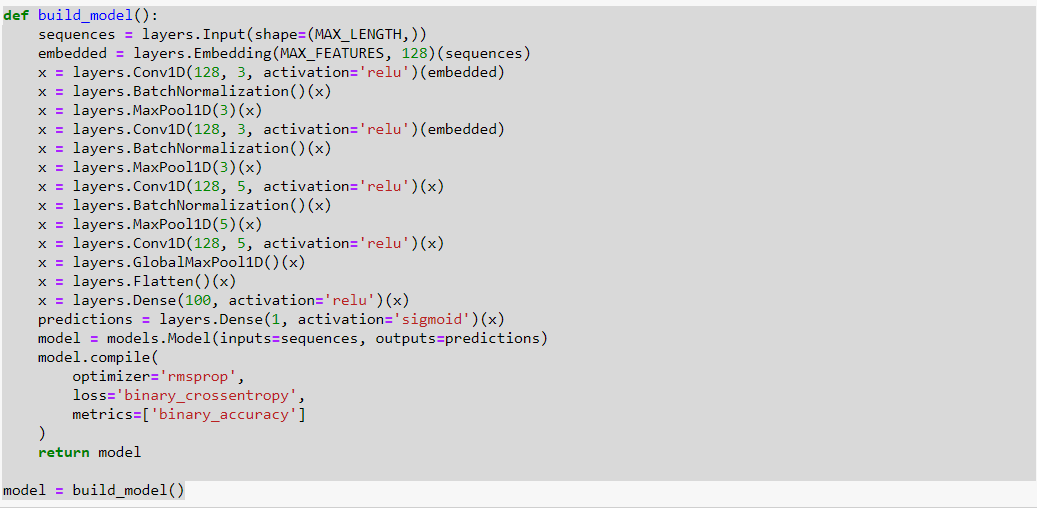 def build_model():
    sequences = layers.Input(shape=(MAX_LENGTH,))
    embedded = layers.Embedding(MAX_FEATURES, 128)(sequences)
    x = layers.Conv1D(128, 3, activation='relu')(embedded)
    x = layers.BatchNormalization()(x)
    x = layers.MaxPool1D(3)(x)
    x = layers.Conv1D(128, 3, activation='relu')(embedded)
    x = layers.BatchNormalization()(x)
    x = layers.MaxPool1D(3)(x)
    x = layers.Conv1D(128, 5, activation='relu')(x)
    x = layers.BatchNormalization()(x)
    x = layers.MaxPool1D(5)(x)
    x = layers.Conv1D(128, 5, activation='relu')(x)
    x = layers.GlobalMaxPool1D()(x)
    x = layers.Flatten()(x)
    x = layers.Dense(100, activation='relu')(x)
    predictions = layers.Dense(1, activation='sigmoid')(x)
    model = models.Model(inputs=sequences, outputs=predictions)
    model.compile(
        optimizer='rmsprop',
        loss='binary_crossentropy',
        metrics=['binary_accuracy']
    )
    return model

model = build_model()